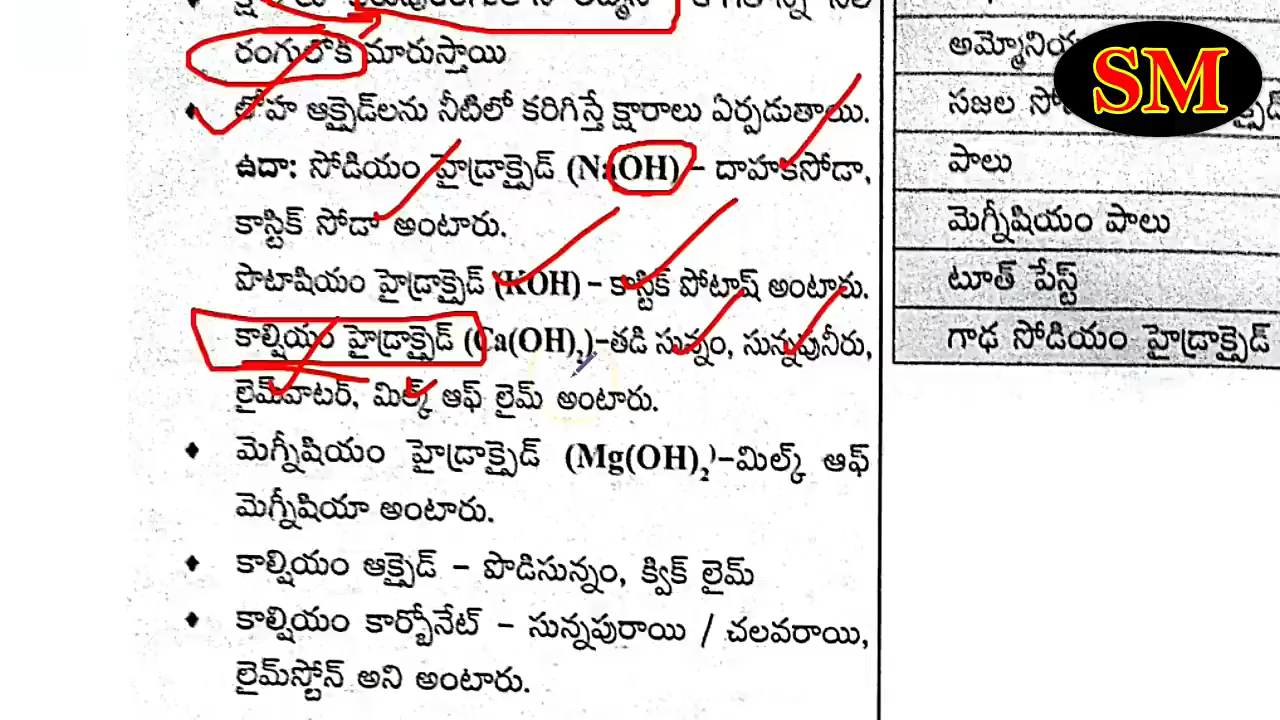 రంగులోకి మారుస్తాయి
లోహ ఆక్సైడ్‌లను నీటిలో కరిగిస్తే క్షారాలు ఏర్పడుతాయి.
ఉదా: సోడియం హైడ్రాక్సైడ్ (NaOH) – దాహకసోడా,
కాస్టిక్ సోడా అంటారు.
పొటాషియం హైడ్రాక్సైడ్ (KOH) – కాస్టిక్ పోటాష్ అంటారు.
కాల్షియం హైడ్రాక్సైడ్ (Ca(OH)₂)–తడి సున్నం, సున్నపునీరు,
లైమ్‌వాటర్, మిల్క్ ఆఫ్ లైమ్ అంటారు.
♦ మెగ్నీషియం హైడ్రాక్సైడ్ (Mg(OH)₂)–మిల్క్ ఆఫ్
మెగ్నీషియా అంటారు.
♦ కాల్షియం ఆక్సైడ్ – పొడిసున్నం, క్విక్ లైమ్
♦ కాల్షియం కార్బోనేట్ – సున్నపురాయి / చలవరాయి,
లైమ్‌స్టోన్ అని అంటారు.
సజల
పాలు
మెగ్నీషియం పాలు
టూత్ పేస్ట్
గాఢ సోడియం హైడ్రాక్సైడ్
SM